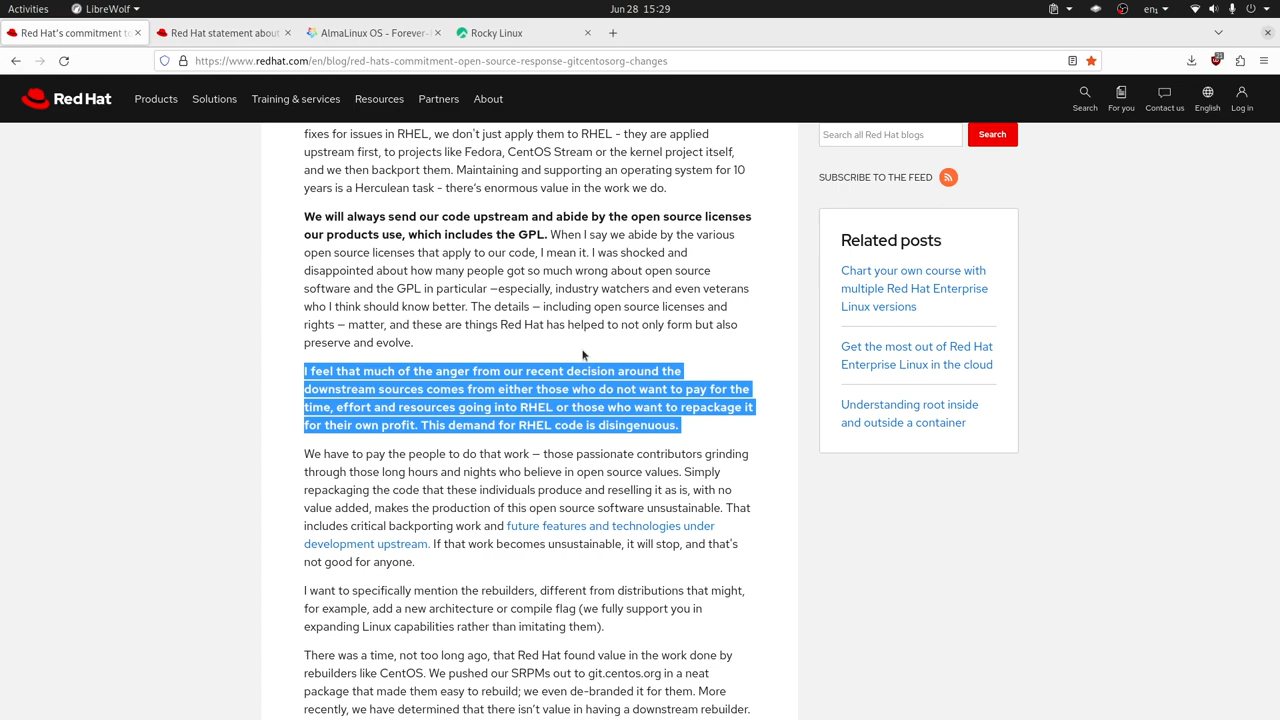 Activities
LibreWolf
Jun 28 15:29
en₁
Red Hat's commitment to
Red Hat statement about
AlmaLinux OS - Forever-
Rocky Linux
https://www.redhat.com/en/blog/red-hats-commitment-open-source-response-gitcentosorg-changes
21
Red Hat
Products
Solutions
Training & services
Resources
Partners
About
Search
For you
Contact us
English
Log in
fixes for issues in RHEL, we don't just apply them to RHEL - they are applied
upstream first, to projects like Fedora, CentOS Stream or the kernel project itself,
and we then backport them. Maintaining and supporting an operating system for 10
years is a Herculean task - there's enormous value in the work we do.
We will always send our code upstream and abide by the open source licenses
our products use, which includes the GPL. When I say we abide by the various
open source licenses that apply to our code, I mean it. I was shocked and
disappointed about how many people got so much wrong about open source
software and the GPL in particular —especially, industry watchers and even veterans
who I think should know better. The details – including open source licenses and
rights – matter, and these are things Red Hat has helped to not only form but also
preserve and evolve.
I feel that much of the anger from our recent decision around the
downstream sources comes from either those who do not want to pay for the
time, effort and resources going into RHEL or those who want to repackage it
for their own profit. This demand for RHEL code is disingenuous.
We have to pay the people to do that work – those passionate contributors grinding
through those long hours and nights who believe in open source values. Simply
repackaging the code that these individuals produce and reselling it as is, with no
value added, makes the production of this open source software unsustainable. That
includes critical backporting work and future features and technologies under
development upstream. If that work becomes unsustainable, it will stop, and that's
not good for anyone.
I want to specifically mention the rebuilders, different from distributions that might,
for example, add a new architecture or compile flag (we fully support you in
expanding Linux capabilities rather than imitating them).
There was a time, not too long ago, that Red Hat found value in the work done by
rebuilders like CentOS. We pushed our SRPMs out to git.centos.org in a neat
package that made them easy to rebuild; we even de-branded it for them. More
recently, we have determined that there isn't value in having a downstream rebuilder.
Search all Red Hat blogs
Search
SUBSCRIBE TO THE FEED
Related posts
Chart your own course with
multiple Red Hat Enterprise
Linux versions
Get the most out of Red Hat
Enterprise Linux in the cloud
Understanding root inside
and outside a container